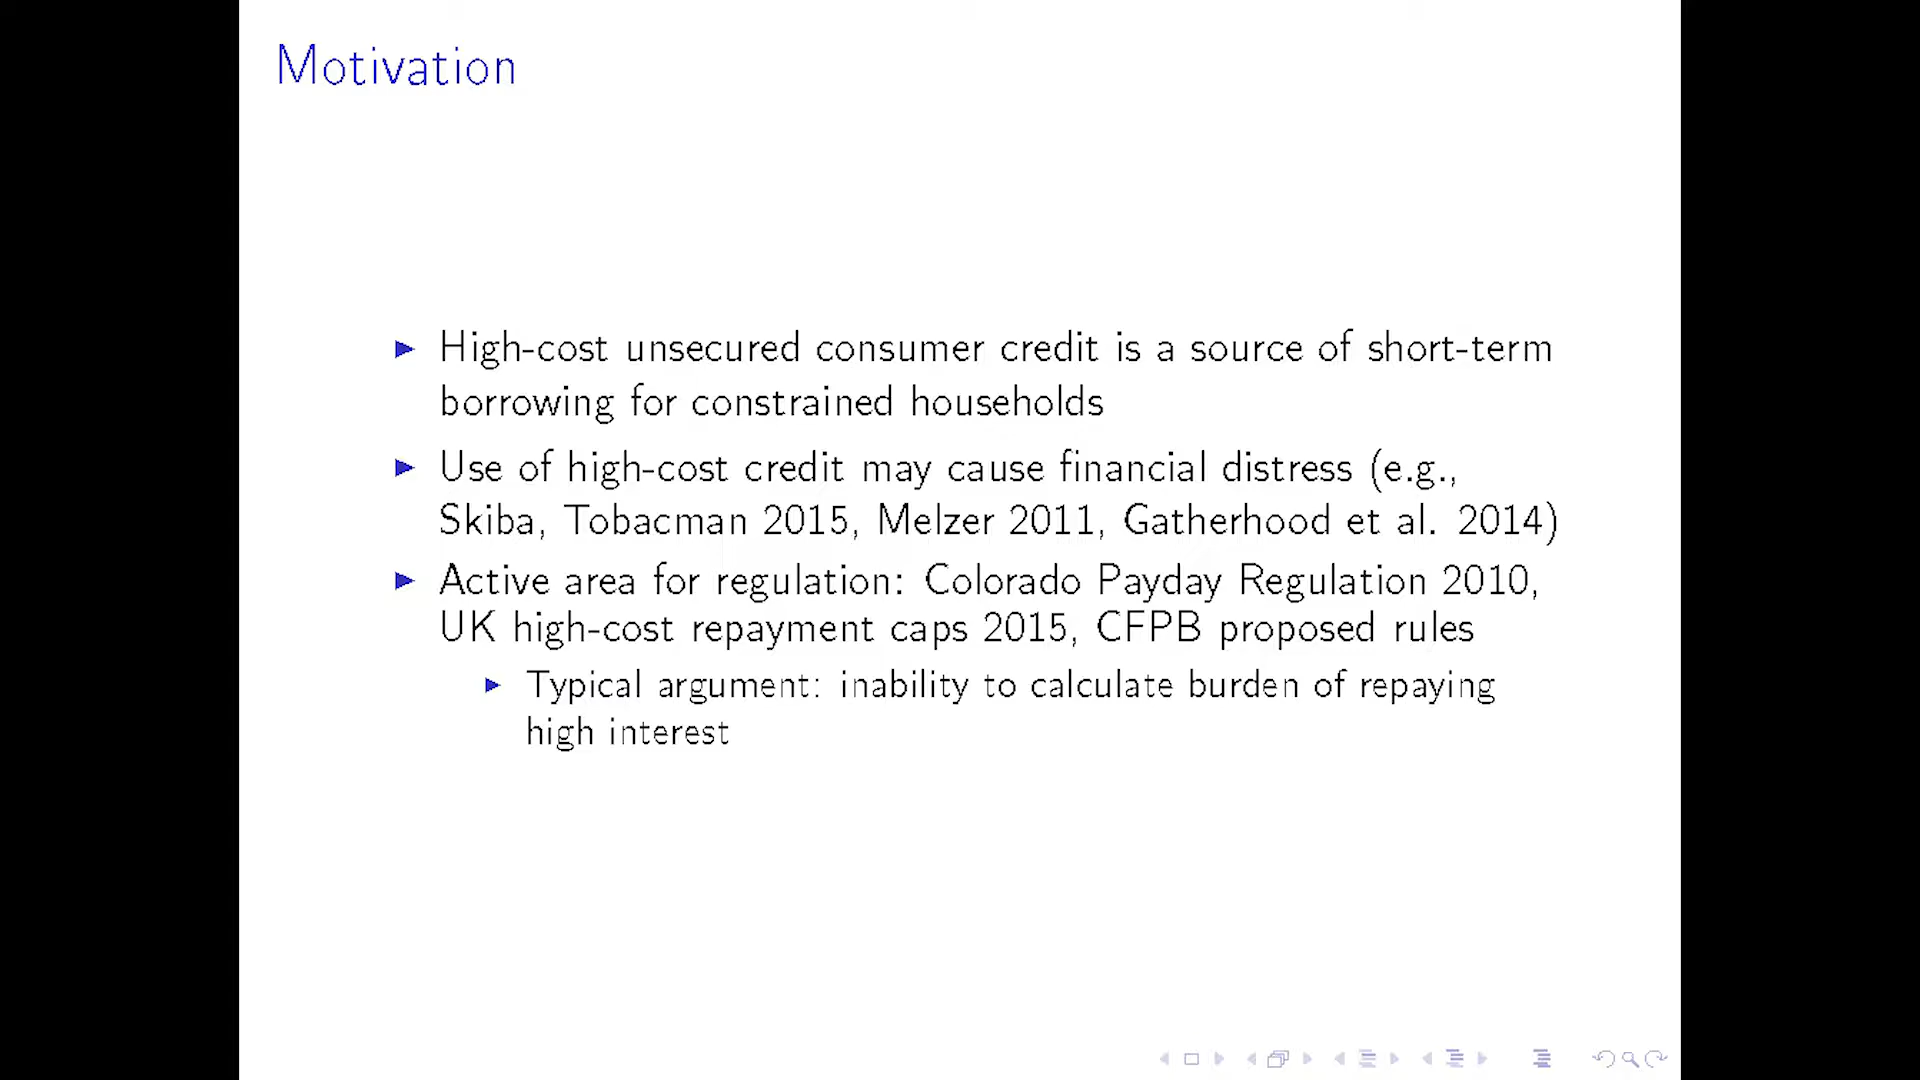 Motivation
High-cost unsecured consumer credit is a source of short-term
borrowing for constrained households
Use of high-cost credit may cause financial distress (e.g.,
Skiba, Tobacman 2015, Melzer 2011, Gatherhood et al. 2014)
Active area for regulation: Colorado Payday Regulation 2010,
UK high-cost repayment caps 2015, CFPB proposed rules
Typical argument: inability to calculate burden of repaying
high interest